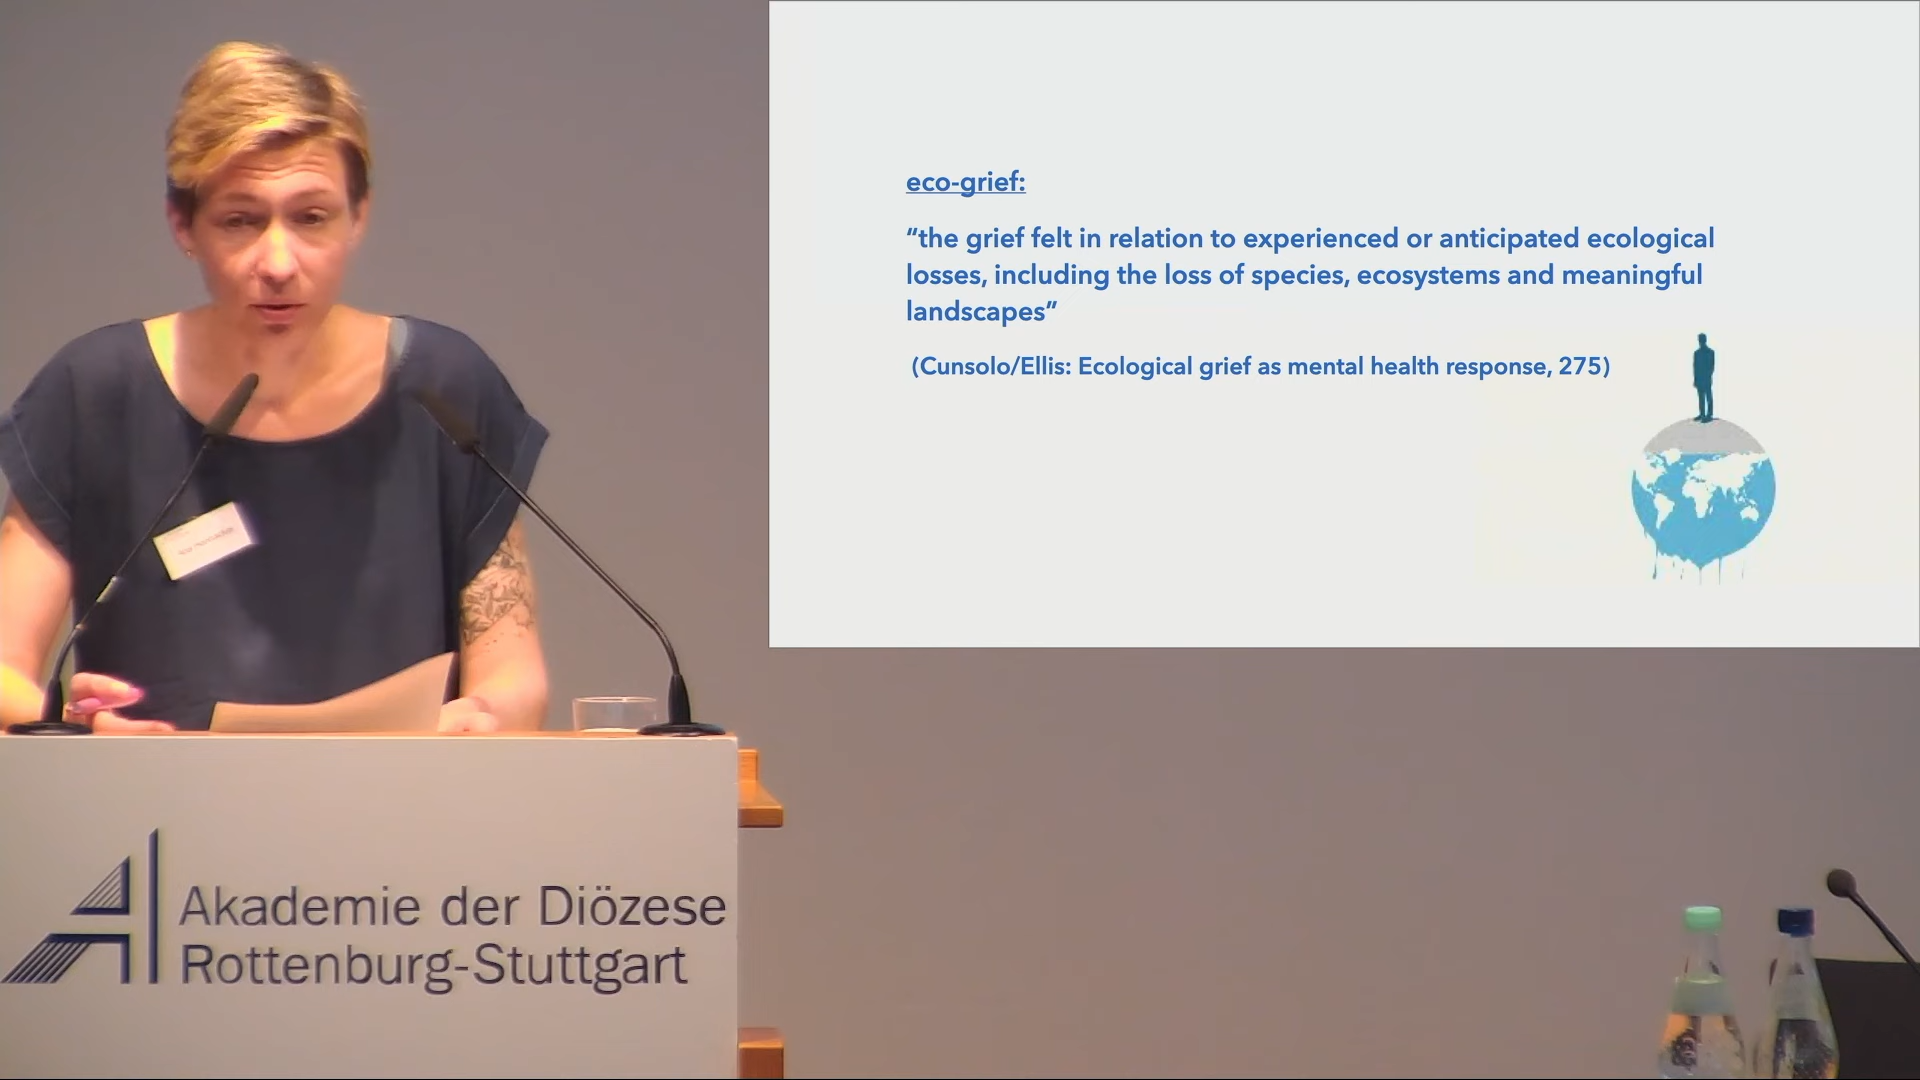 eco-grief:
“the grief felt in relation to experienced or anticipated ecological
losses, including the loss of species, ecosystems and meaningful
landscapes”
(Cunsolo/Ellis: Ecological grief as mental health response, 275)
Akademie der Diözese
Rottenburg-Stuttgart